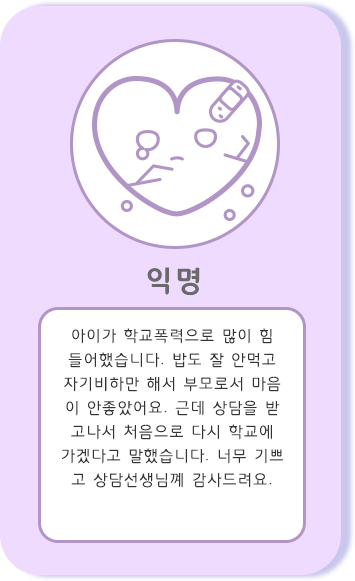 익명
아이가 학교폭력으로 많이 힘
들어했습니다. 밥도 잘 안먹고
자기비하만 해서 부모로서 마음
이 안좋았어요. 근데 상담을 받
고나서 처음으로 다시 학교에
가겠다고 말했습니다. 너무 기쁘
고 상담선생님께 감사드려요.